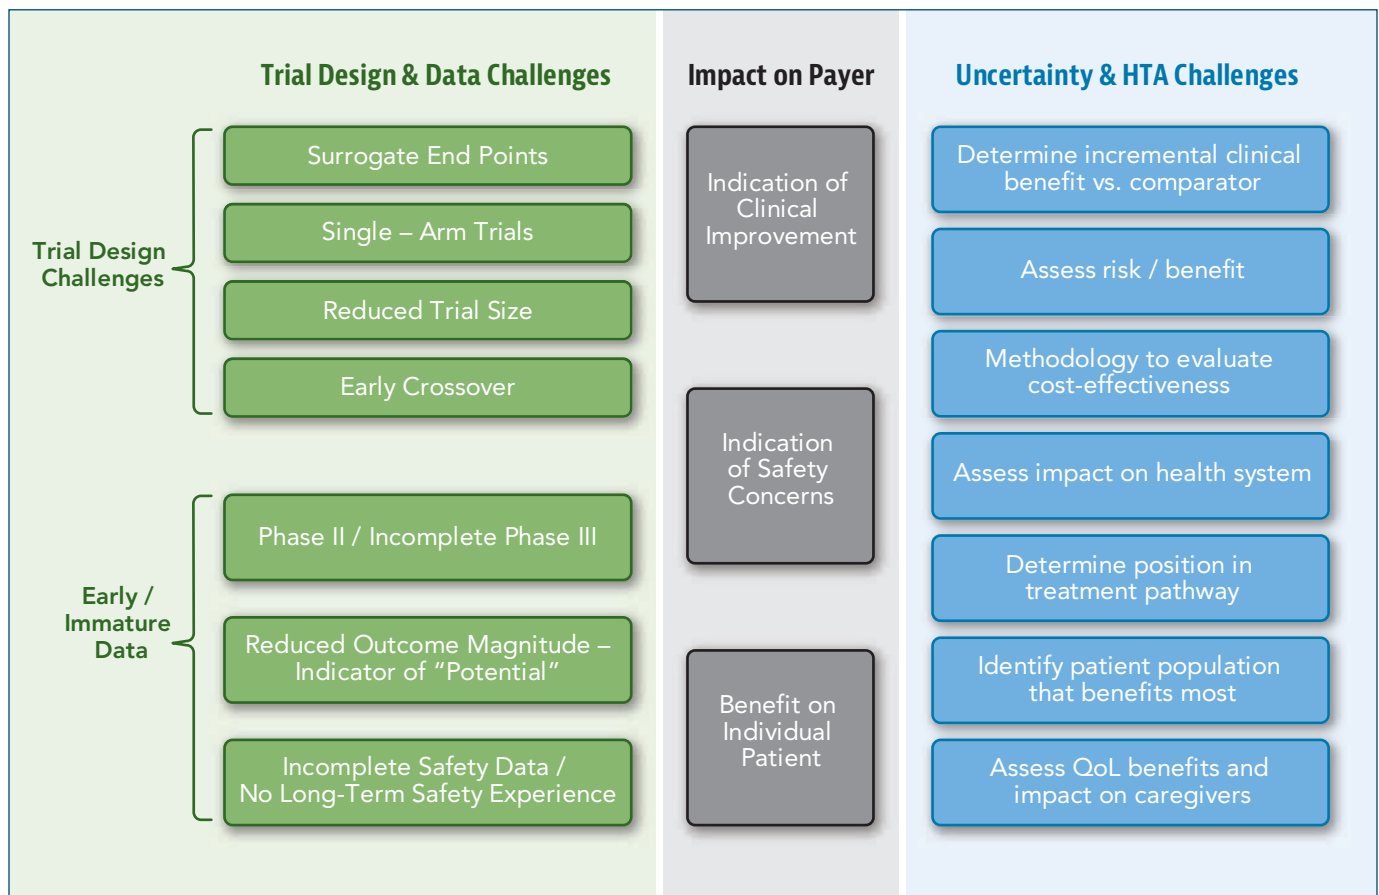 Trial Design & Data Challenges
Trial Design
Challenges
Surrogate End Points
Single – Arm Trials
Reduced Trial Size
Early Crossover
Early /
Immature
Data
Phase II / Incomplete Phase III
Reduced Outcome Magnitude –
Indicator of “Potential”
Incomplete Safety Data /
No Long-Term Safety Experience
Impact on Payer
Indication of
Clinical
Improvement
Indication
of Safety
Concerns
Benefit on
Individual
Patient
Uncertainty & HTA Challenges
Determine incremental clinical
benefit vs. comparator
Assess risk / benefit
Methodology to evaluate
cost-effectiveness
Assess impact on health system
Determine position in
treatment pathway
Identify patient population
that benefits most
Assess QoL benefits and
impact on caregivers